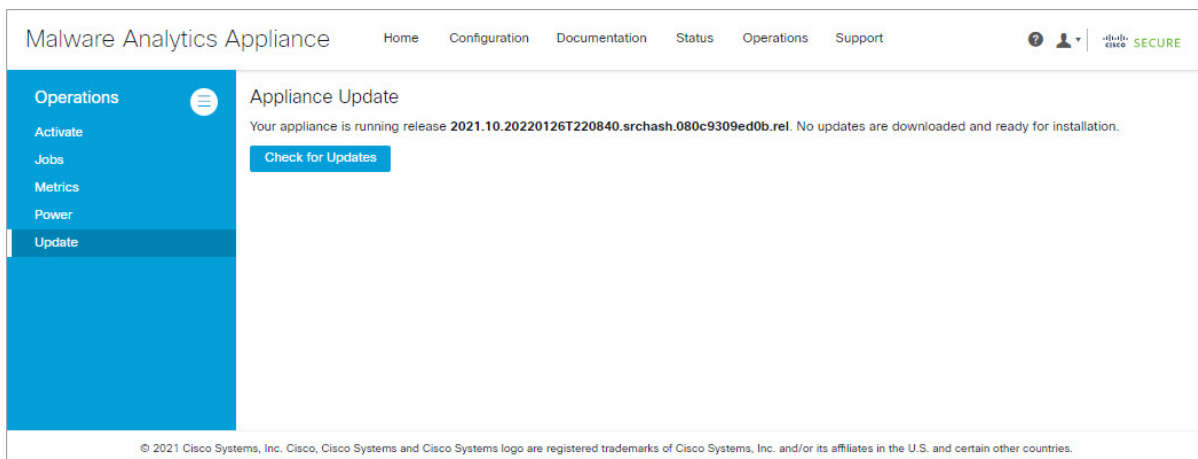 Malware Analytics Appliance
Home
Configuration
Documentation
Status
Operations
Support
?
cisco SECURE
Operations
Activate
Jobs
Metrics
Power
Update
Appliance Update
Your appliance is running release 2021.10.20220126T220840.srchash.080c9309ed0b.rel. No updates are downloaded and ready for installation.
Check for Updates
© 2021 Cisco Systems, Inc. Cisco, Cisco Systems and Cisco Systems logo are registered trademarks of Cisco Systems, Inc. and/or its affiliates in the U.S. and certain other countries.